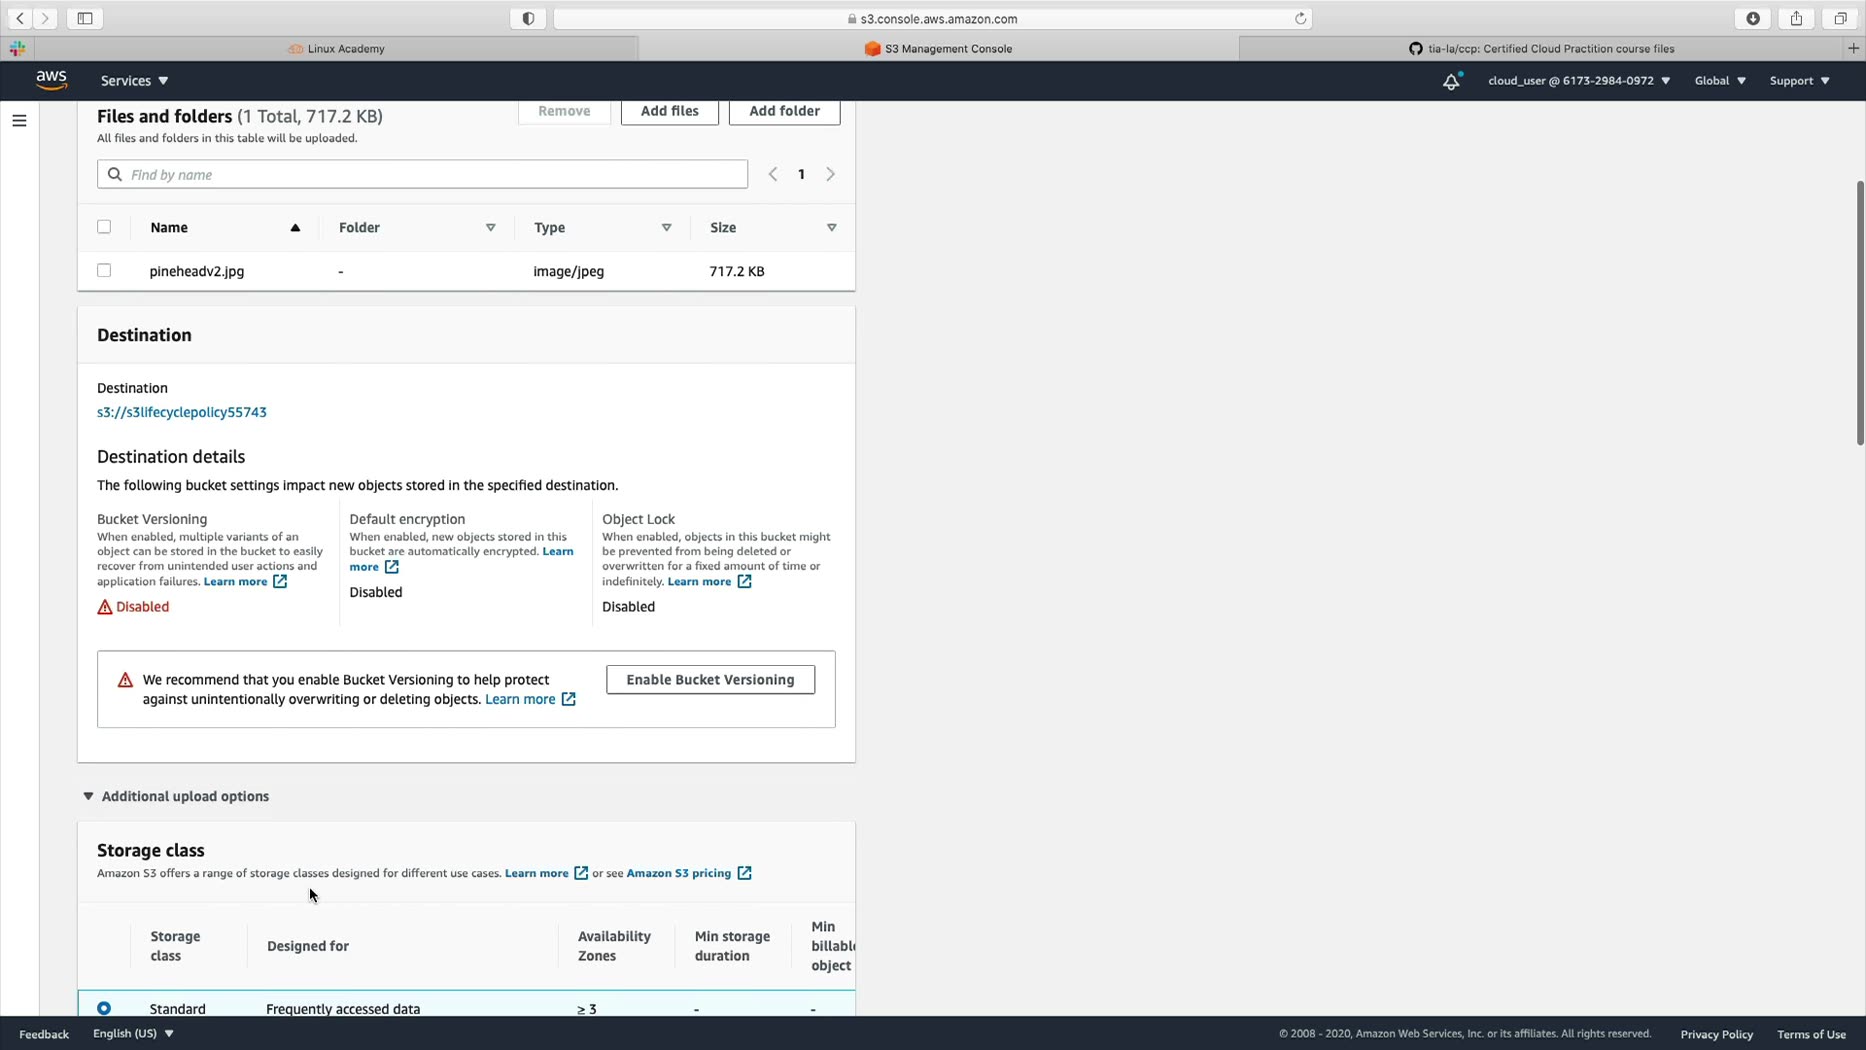 s3.console.aws.amazon.com
Linux Academy
S3 Management Console
tia-la/ccp: Certified Cloud Practition course files
aws
Services
cloud_user @ 6173-2984-0972
Global
Support
Files and folders (1 Total, 717.2 KB)
Remove
Add files
Add folder
All files and folders in this table will be uploaded.
Find by name
1
Name
Folder
Type
Size
pineheadv2.jpg
-
image/jpeg
717.2 KB
Destination
Destination
s3://s3lifecyclepolicy55743
Destination details
The following bucket settings impact new objects stored in the specified destination.
Bucket Versioning
When enabled, multiple variants of an
object can be stored in the bucket to easily
recover from unintended user actions and
application failures. Learn more
Disabled
Default encryption
When enabled, new objects stored in this
bucket are automatically encrypted. Learn
more
Disabled
Object Lock
When enabled, objects in this bucket might
be prevented from being deleted or
overwritten for a fixed amount of time or
indefinitely. Learn more
Disabled
We recommend that you enable Bucket Versioning to help protect
against unintentionally overwriting or deleting objects. Learn more
Enable Bucket Versioning
Additional upload options
Storage class
Amazon S3 offers a range of storage classes designed for different use cases. Learn more or see Amazon S3 pricing
Storage
class
Designed for
Availability
Zones
Min storage
duration
Min
billable
object
Standard
Frequently accessed data
≥ 3
-
-
Feedback
English (US)
© 2008 - 2020, Amazon Web Services, Inc. or its affiliates. All rights reserved.
Privacy Policy
Terms of Use